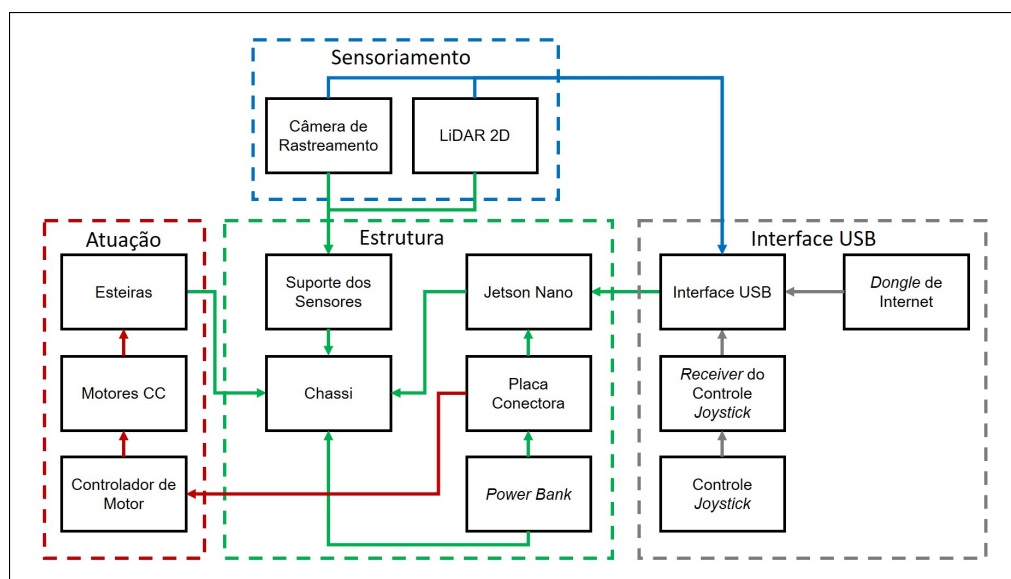 Sensoriamento
Câmera de
Rastreamento
LiDAR 2D
Atuação
Esteiras
Motores CC
Controlador de
Motor
Estrutura
Suporte dos
Sensores
Jetson Nano
Chassi
Placa
Conectora
Power Bank
Interface USB
Interface USB
Dongle de
Internet
Receiver do
Controle
Joystick
Controle
Joystick